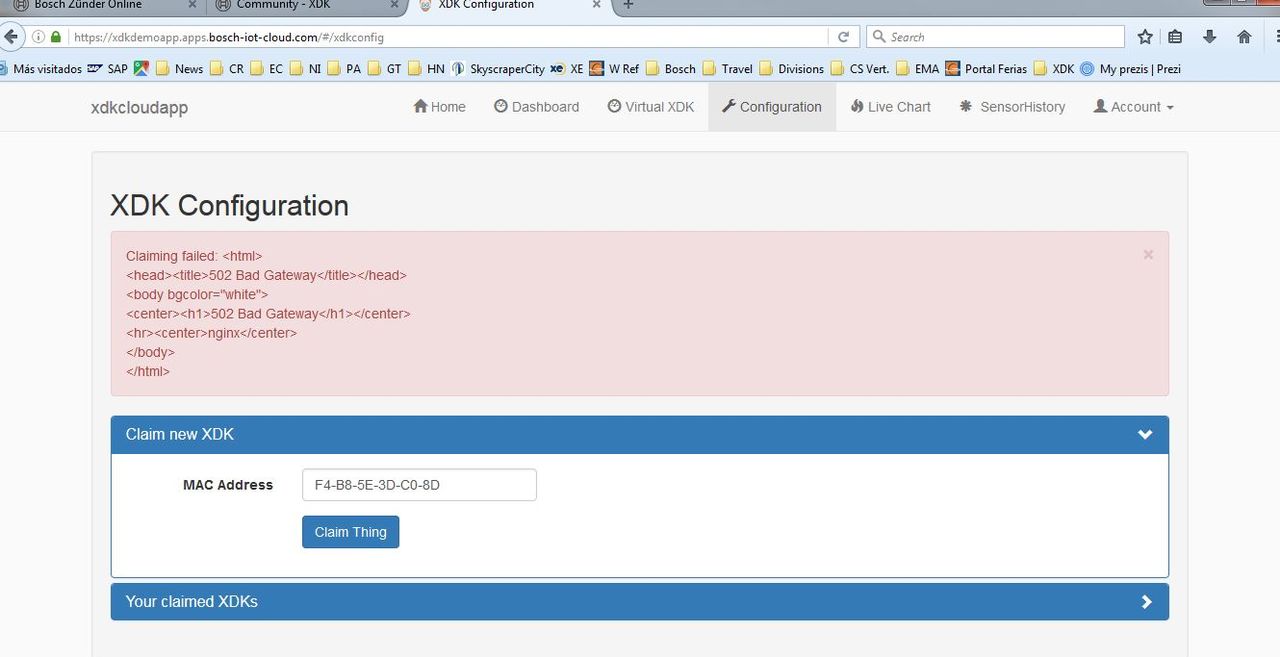 Bosch Zünder Online
Community - XDK
XDK Configuration
https://xdkdemoapp.apps.bosch-iot-cloud.com/#/xdkconfig
Search
Más visitados SAP News CR EC NI PA GT HN SkyscraperCity XE W Ref Bosch Travel Divisions CS Vert. EMA Portal Ferias XDK My prezis | Prezi
xdkcloudapp Home Dashboard Virtual XDK Configuration Live Chart SensorHistory Account
XDK Configuration
Claiming failed: <html>
<head><title>502 Bad Gateway</title></head>
<body bgcolor="white">
<center><h1>502 Bad Gateway</h1></center>
<hr><center>nginx</center>
</body>
</html>
Claim new XDK
MAC Address F4-B8-5E-3D-C0-8D
Claim Thing
Your claimed XDKs